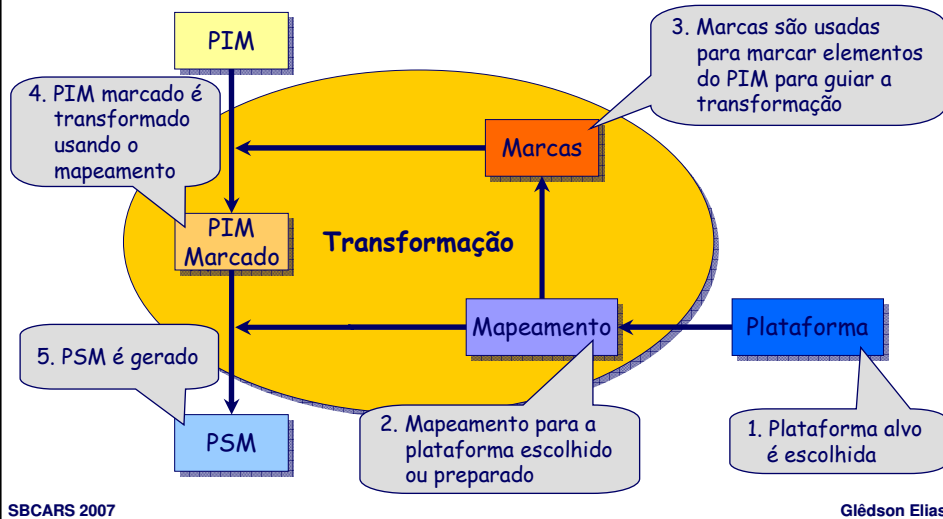 PIM
3. Marcas são usadas
para marcar elementos
do PIM para guiar a
transformação
4. PIM marcado é
transformado
usando o
mapeamento
Marcas
PIM
Marcado
Transformação
Mapeamento
Plataforma
5. PSM é gerado
PSM
2. Mapeamento para a
plataforma escolhido
ou preparado
1. Plataforma alvo
é escolhida
SBCARS 2007
Glêdson Elias